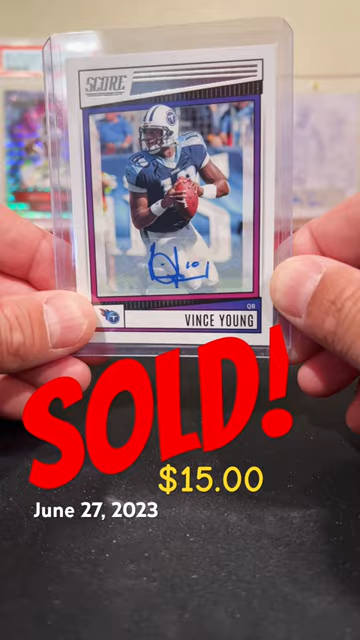 SCORE
QB
VINCE YOUNG
SOLD!
$15.00
June 27, 2023